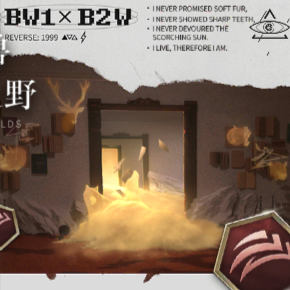 BW1 × B2W
REVERSE: 1999
• I NEVER PROMISED SOFT FUR,
• I NEVER SHOWED SHARP TEETH,
• I NEVER DEVOURED THE
SCORCHING SUN.
• I LIVE, THEREFORE I AM.
野
LDS